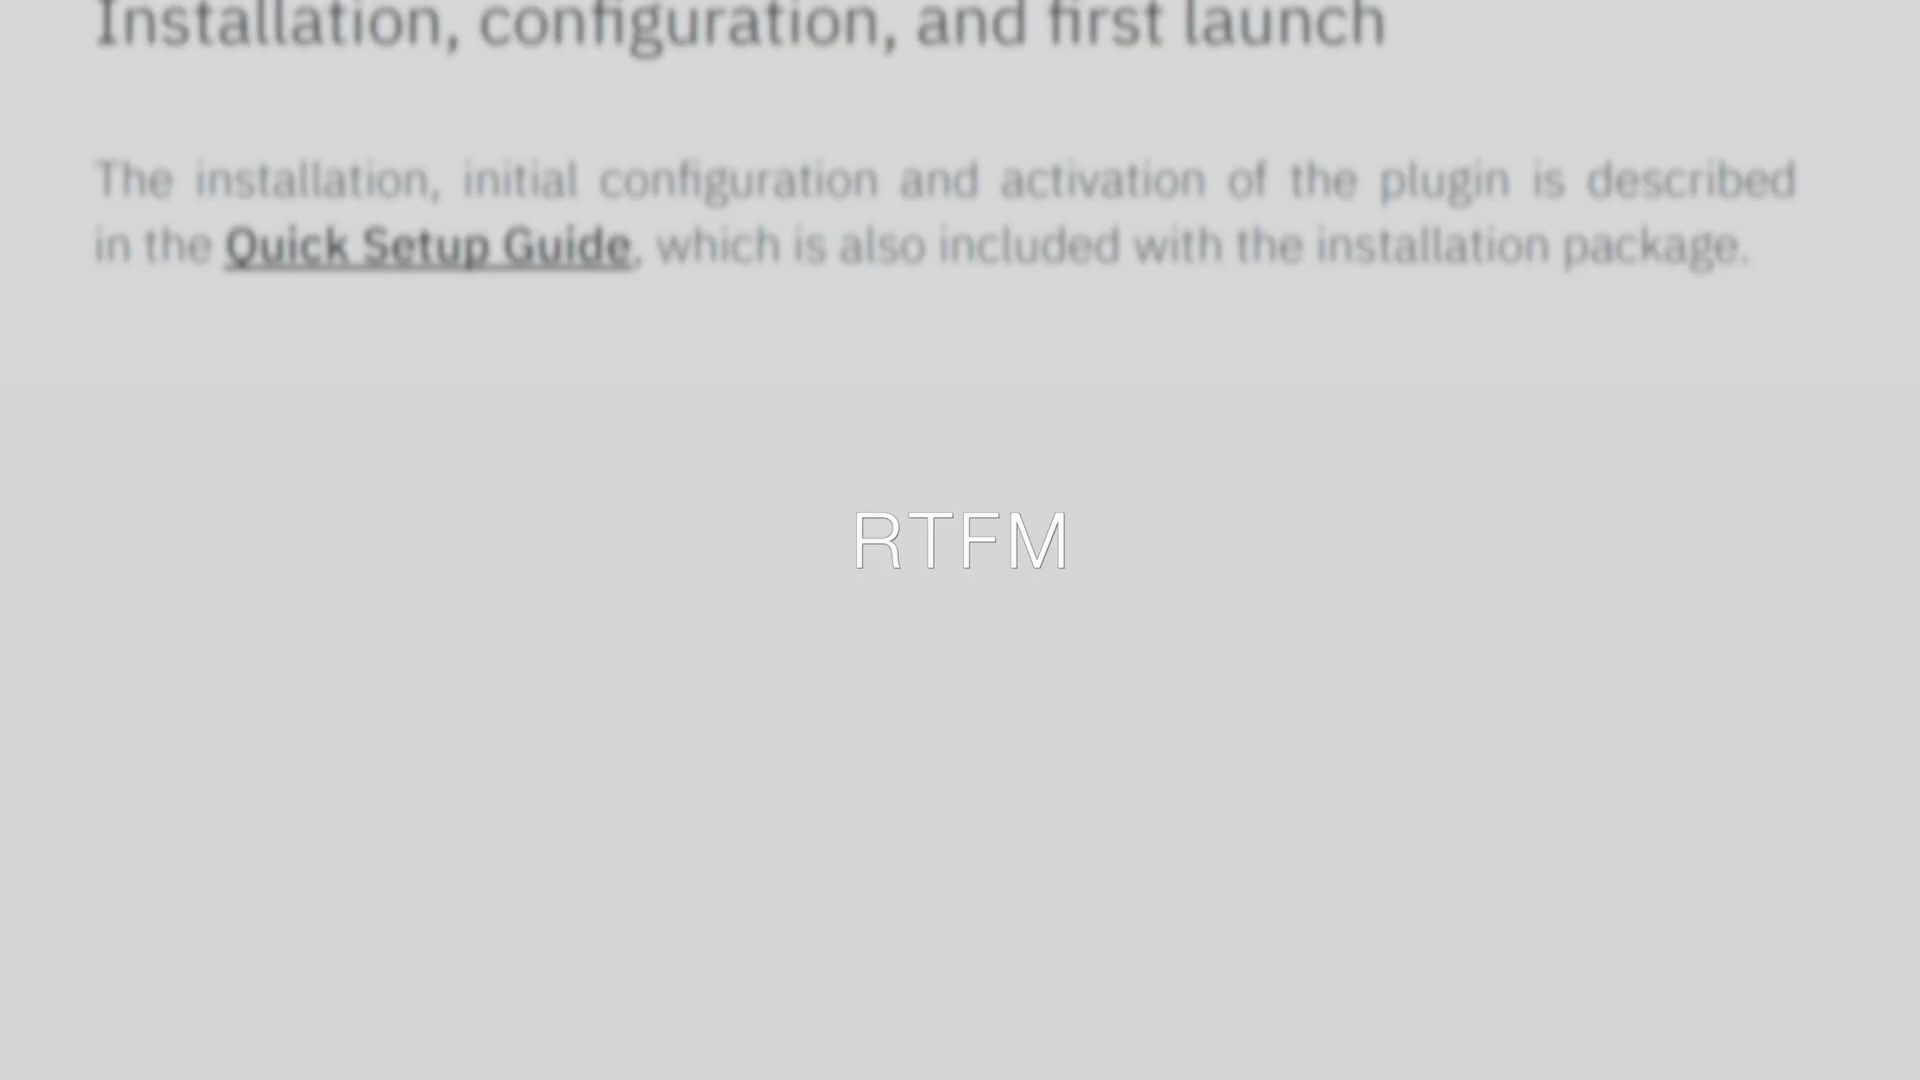 Installation, configuration, and first launch
The installation, initial configuration and activation of the plugin is described
in the Quick Setup Guide, which is also included with the installation package.
RTFM